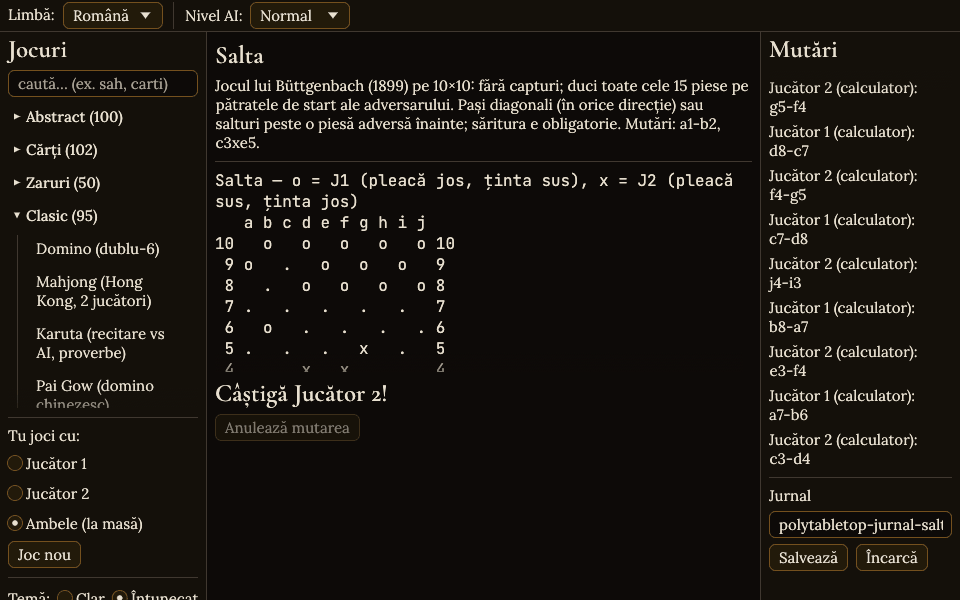 Limbă: Română ▼ Nivel AI: Normal ▼
Jocuri
caută... (ex. sah, carti)
▸ Abstract (100)
▸ Cărți (102)
▸ Zaruri (50)
▾ Clasic (95)
Domino (dublu-6)
Mahjong (Hong
Kong, 2 jucători)
Karuta (recitare vs
AI, proverbe)
Pai Gow (domino
chinezesc)
Tu joci cu:
Jucător 1
Jucător 2
Ambele (la masă)
Joc nou
Temă: Clar Întunecat
Salta
Jocul lui Büttgenbach (1899) pe 10×10: fără capturi; duci toate cele 15 piese pe
pătratele de start ale adversarului. Pași diagonali (în orice direcție) sau
salturi peste o piesă adversă înainte; săritura e obligatorie. Mutări: a1-b2,
c3xe5.
Salta — o = J1 (pleacă jos, ținta sus), x = J2 (pleacă
sus, ținta jos)
a b c d e f g h i j
10 o o o o o 10
9 o . o o o 9
8 . o o o o 8
7 . . . . . 7
6 o . . . . 6
5 . . . x . 5
4 x x 4
Câștigă Jucător 2!
Anulează mutarea
Mutări
Jucător 2 (calculator):
g5-f4
Jucător 1 (calculator):
d8-c7
Jucător 2 (calculator):
f4-g5
Jucător 1 (calculator):
c7-d8
Jucător 2 (calculator):
j4-i3
Jucător 1 (calculator):
b8-a7
Jucător 2 (calculator):
e3-f4
Jucător 1 (calculator):
a7-b6
Jucător 2 (calculator):
c3-d4
Jurnal
polytabletop-jurnal-salt
Salvează Încarcă